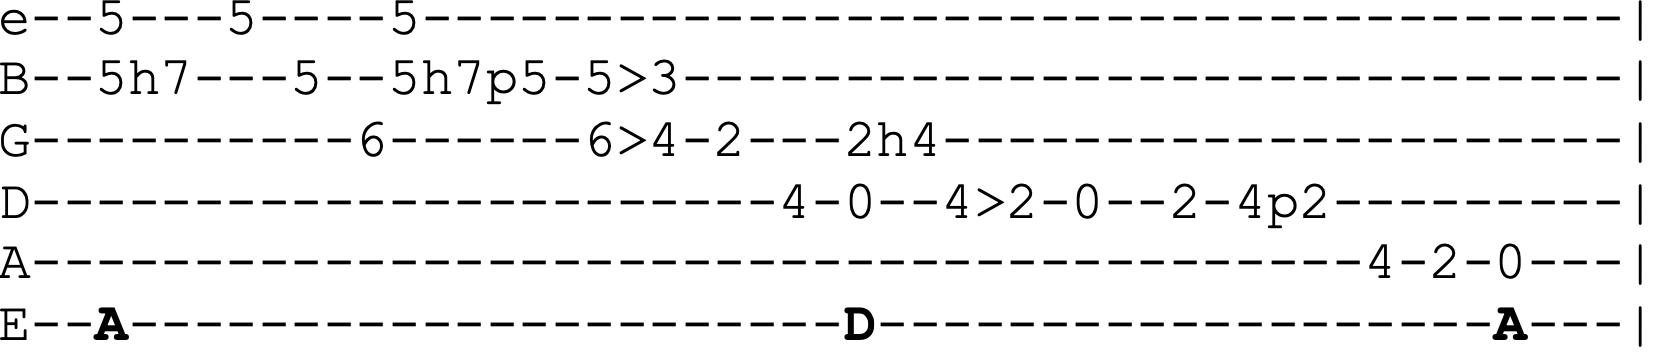 e--5---5----5-------------------------------------|
B--5h7---5--5h7p5-5>3-----------------------------|
G----------6------6>4-2---2h4---------------------|
D-----------------------4-0--4>2-0--2-4p2---------|
A-----------------------------------------4-2-0---|
E--A----------------------D-------------------A---|